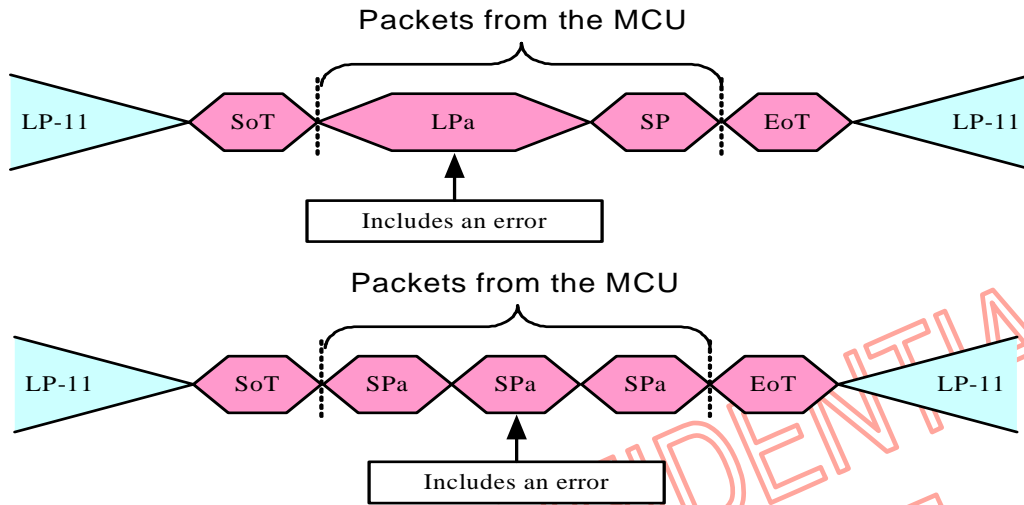 Packets from the MCU
LP-11 SoT LPa SP EoT LP-11
Includes an error
Packets from the MCU
LP-11 SoT SPa SPa SPa EoT LP-11
Includes an error